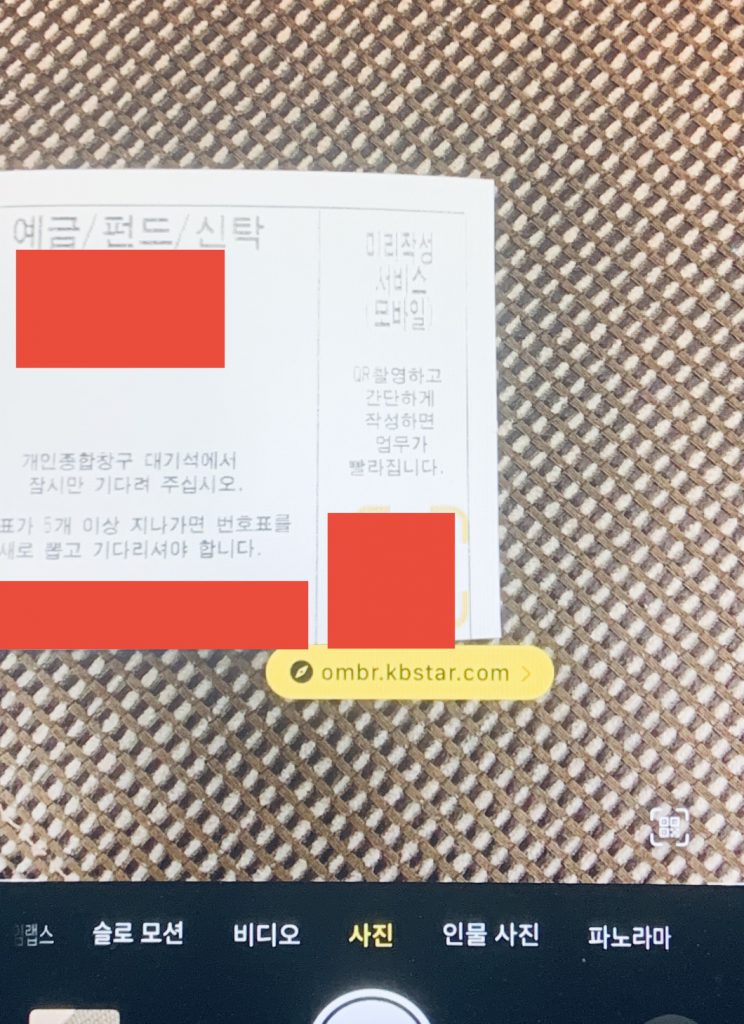 예금/펀드/신탁
개인종합창구 대기석에서
잠시만 기다려 주십시오.
표가 5개 이상 지나가면 번호표를
새로 뽑고 기다리셔야 합니다.
미리작성
서비스
(모바일)
QR촬영하고
간단하게
작성하면
업무가
빨라집니다.
ombr.kbstar.com
슬로 모션
비디오
사진
인물 사진
파노라마